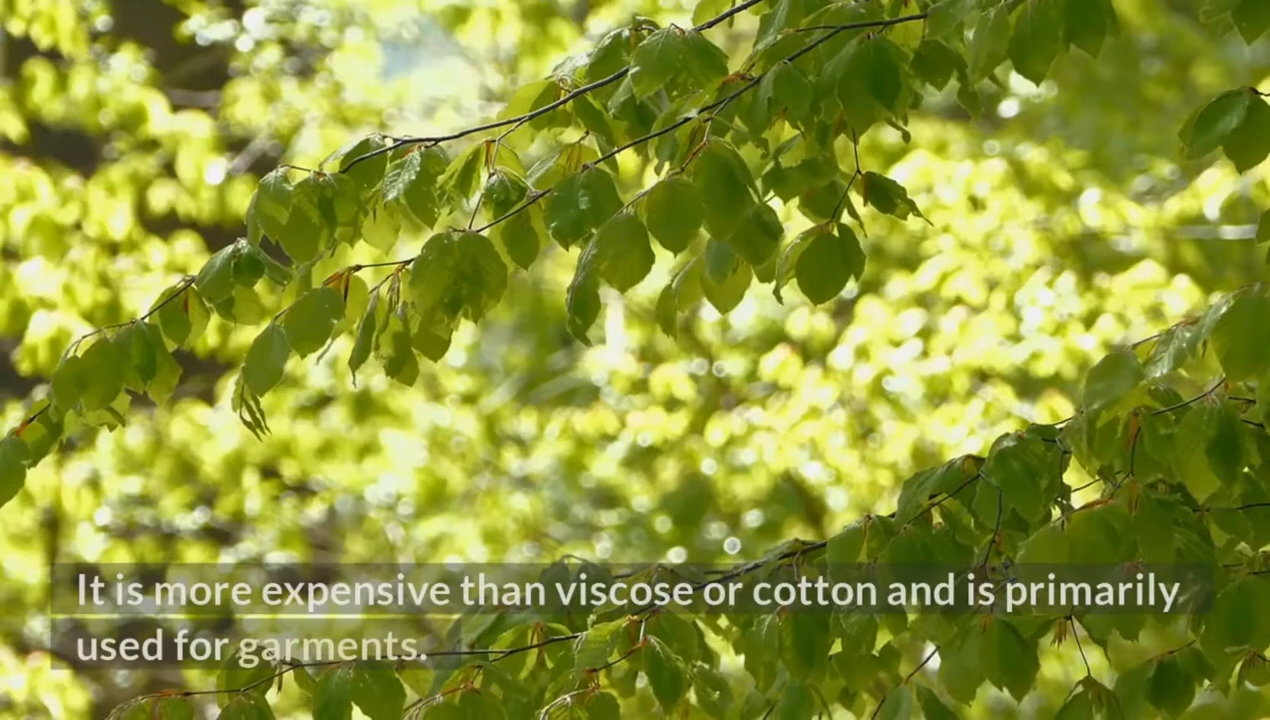 It is more expensive than viscose or cotton and is primarily
used for garments.